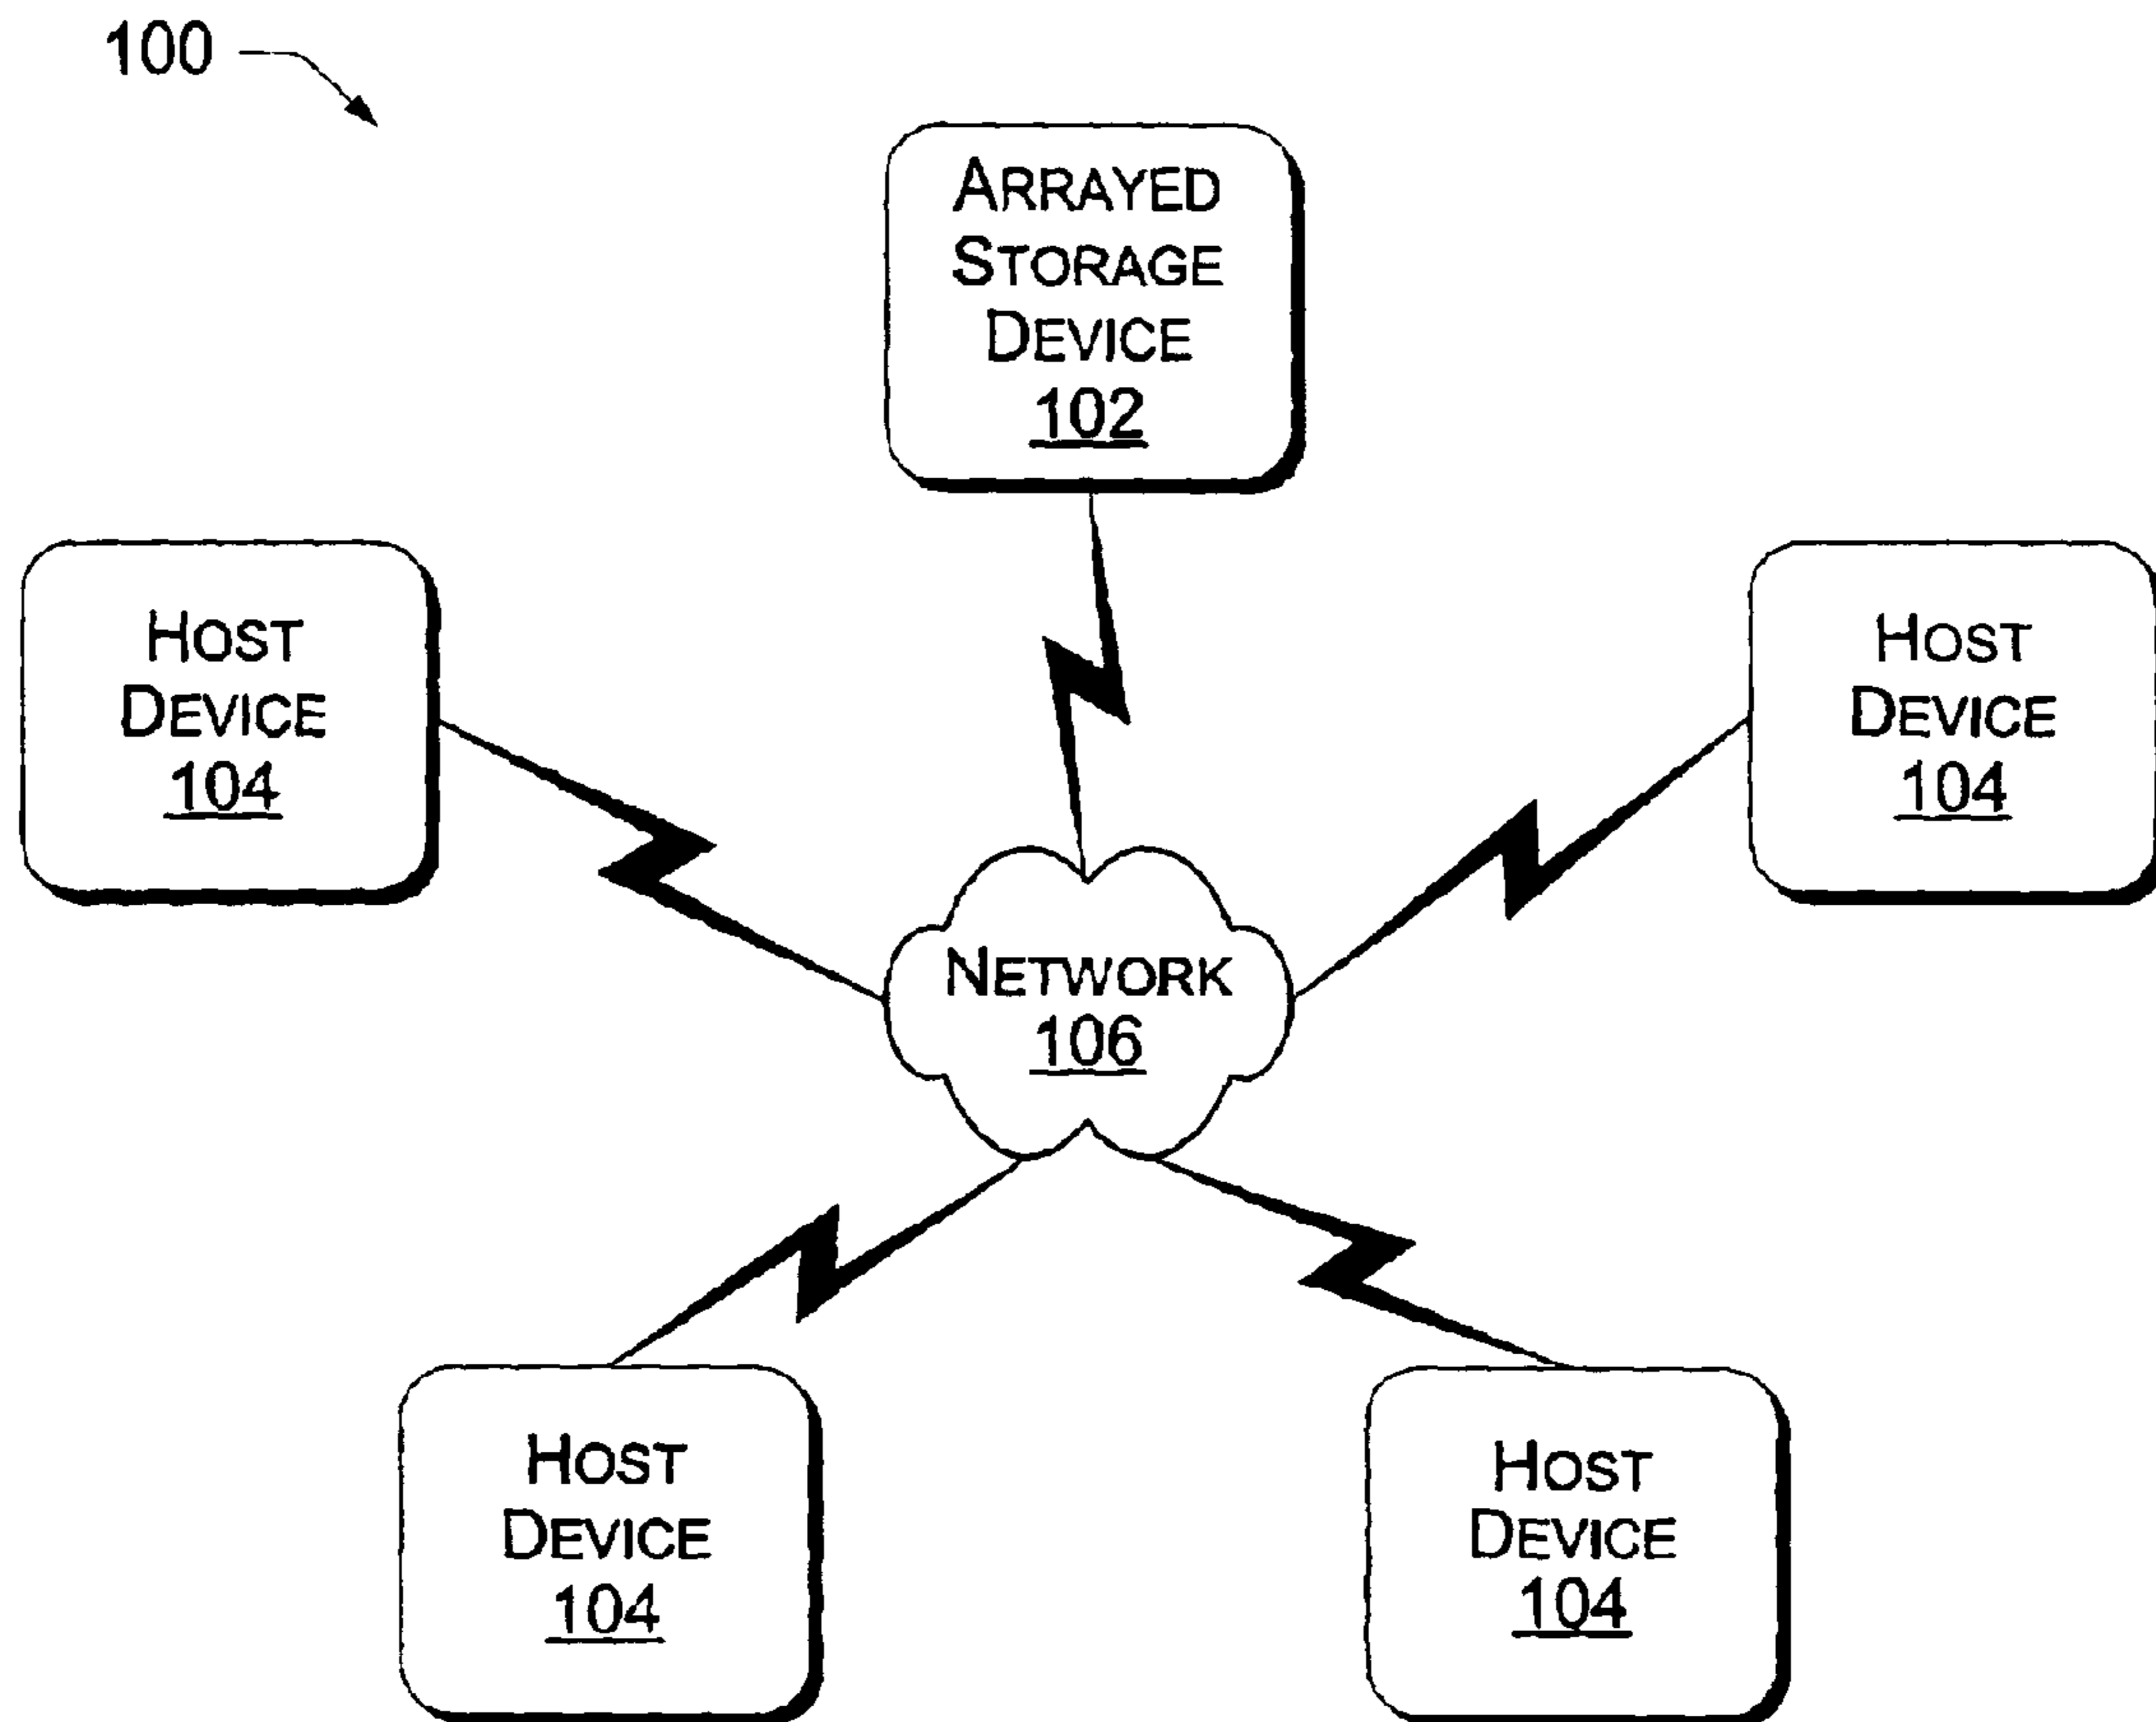 100
ARRAYED
STORAGE
DEVICE
102
HOST
DEVICE
104
HOST
DEVICE
104
NETWORK
106
HOST
DEVICE
104
HOST
DEVICE
104